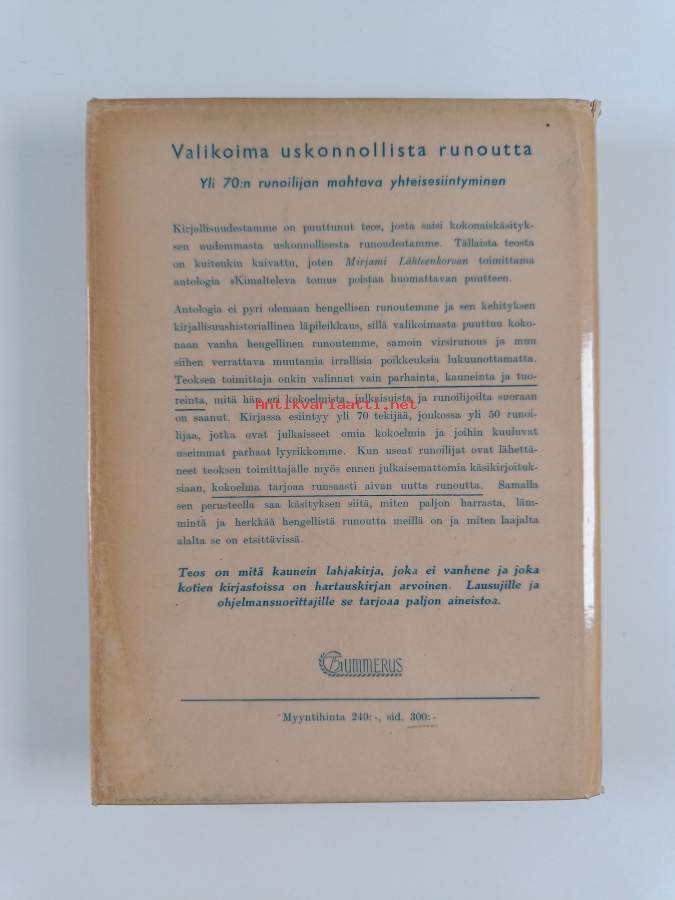 Valikoima uskonnollista runoutta
Yli 70:n runoilijan mahtava yhteisesiintyminen
Kirjallisuudestamme on puuttunut teos, josta saisi kokonaiskäsityk-
sen uudemmasta uskonnollisesta runoudestamme. Tällaista teosta
on kuitenkin kaivattu, joten Mirjami Lähteenkorvan toimittama
antologia »Kimalteleva tomu» poistaa huomattavan puutteen.
Antologia ei pyri olemaan hengellisen runoutemme ja sen kehityksen
kirjallisuushistoriallinen läpileikkaus, sillä valikoimasta puuttuu koko-
naan vanha hengellinen runoutemme, samoin virsirunous ja muu
siihen verrattava muutamia irrallisia poikkeuksia lukuunottamatta.
Teoksen toimittaja onkin valinnut vain parhainta, kauneinta ja tuo-
reinta, mitä hän eri kokoelmista, julkaisuista ja runoilijoilta suoraan
on saanut. Kirjassa esiintyy yli 70 tekijää, joukossa yli 50 runoi-
lijaa, jotka ovat julkaisseet omia kokoelmia ja joihin kuuluvat
useimmat parhaat lyyrikkomme. Kun useat runoilijat ovat lähettä-
neet teoksen toimittajalle myös ennen julkaisemattomia käsikirjoituk-
siaan, kokoelma tarjoaa runsaasti aivan uutta runoutta. Samalla
sen perusteella saa käsityksen siitä, miten paljon harrasta, läm-
mintä ja herkkää hengellistä runoutta meillä on ja miten laajalta
alalta se on etsittävissä.
Teos on mitä kaunein lahjakirja, joka ei vanhene ja joka
kotien kirjastoissa on hartauskirjan arvoinen. Lausujille ja
ohjelmansuorittajille se tarjoaa paljon aineistoa.
GUMMERUS
Myyntihinta 240:-, sid. 300:-
Antikvariaatti.net